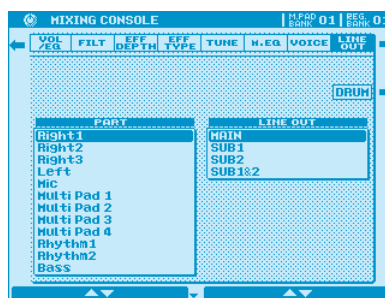 MIXING CONSOLE
M.PAD BANK 01
REG. BANK 01
VOL /EQ
FILT
EFF DEPTH
EFF TYPE
TUNE
M.EQ
VOICE
LINE OUT
DRUM
PART
Right1
Right2
Right3
Left
Mic
Multi Pad 1
Multi Pad 2
Multi Pad 3
Multi Pad 4
Rhythm1
Rhythm2
Bass
LINE OUT
MAIN
SUB1
SUB2
SUB1&2